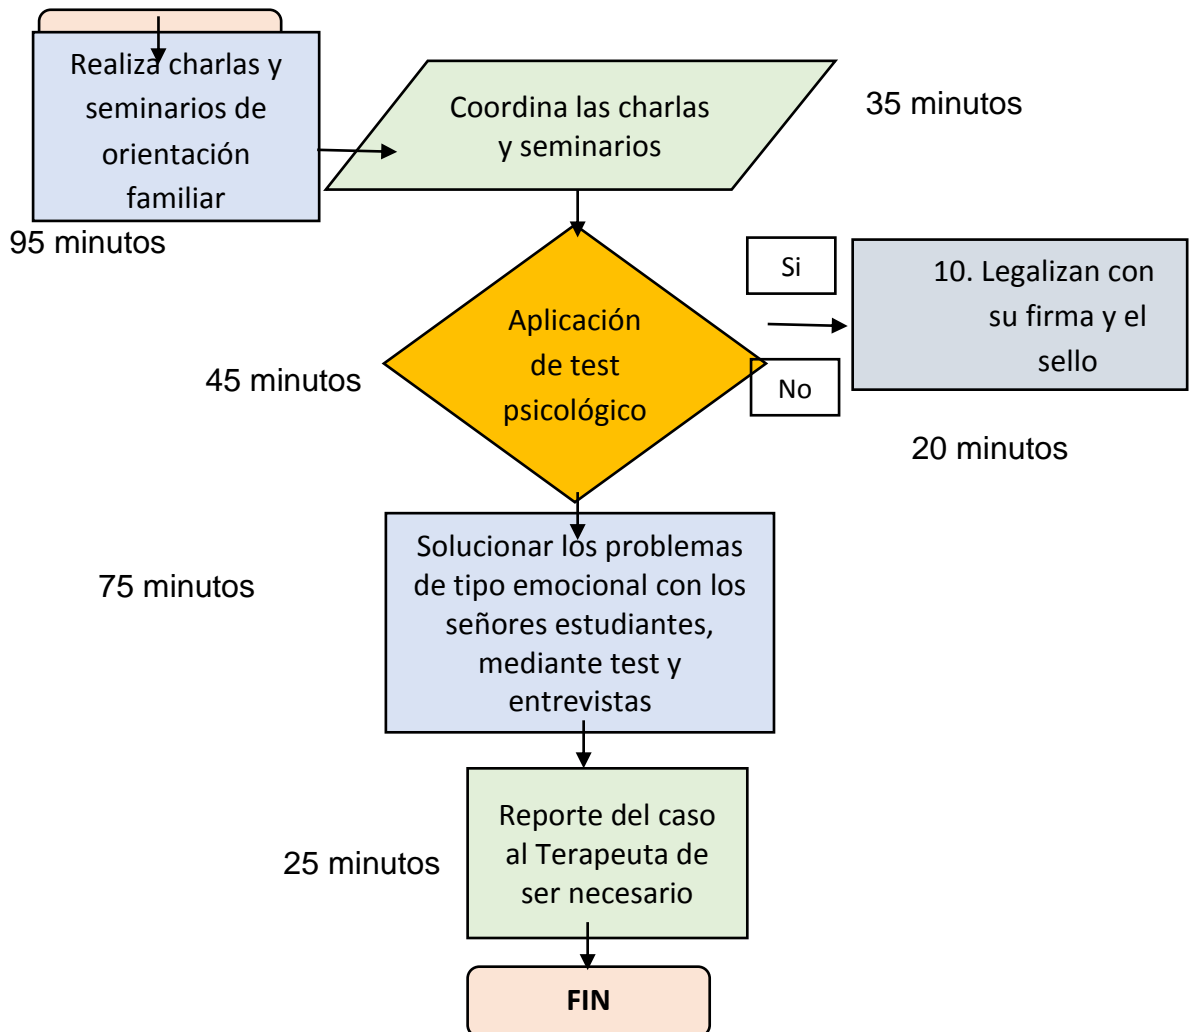 Realiza charlas y
seminarios de
orientación
familiar
95 minutos
Coordina las charlas
y seminarios
35 minutos
Aplicación
de test
psicológico
45 minutos
Si
No
10. Legalizan con
su firma y el
sello
20 minutos
Solucionar los problemas
de tipo emocional con los
señores estudiantes,
mediante test y
entrevistas
75 minutos
Reporte del caso
al Terapeuta de
ser necesario
25 minutos
FIN